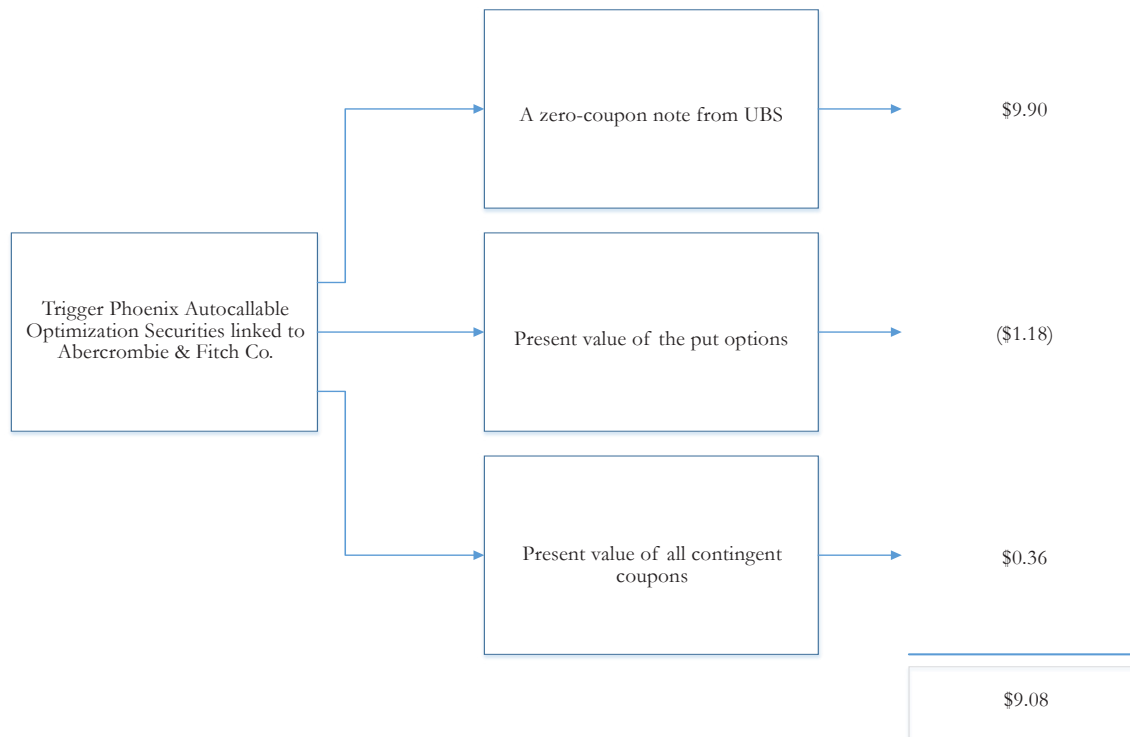 A zero-coupon note from UBS
$9.90
Trigger Phoenix Autocallable
Optimization Securities linked to
Abercrombie & Fitch Co.
Present value of the put options
($1.18)
Present value of all contingent
coupons
$0.36
$9.08